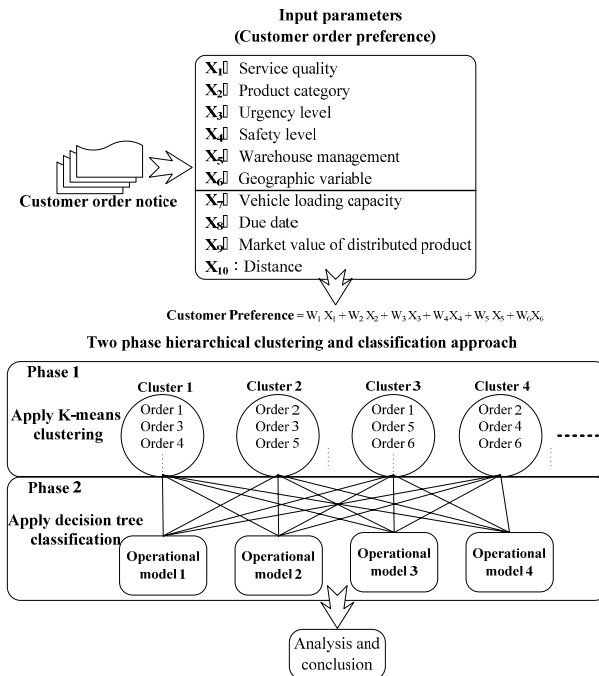 Input parameters
(Customer order preference)
X₁▯ Service quality
X₂▯ Product category
X₃▯ Urgency level
X₄▯ Safety level
X₅▯ Warehouse management
X₆▯ Geographic variable
X₇▯ Vehicle loading capacity
X₈▯ Due date
X₉▯ Market value of distributed product
X₁₀ : Distance
Customer order notice
Customer Preference = W₁ X₁ + W₂ X₂ + W₃ X₃ + W₄X₄ + W₅ X₅ + W₆X₆
Two phase hierarchical clustering and classification approach
Phase 1
Apply K-means
clustering
Cluster 1
Order 1
Order 3
Order 4
Cluster 2
Order 2
Order 3
Order 5
Cluster 3
Order 1
Order 5
Order 6
Cluster 4
Order 2
Order 4
Order 6
Phase 2
Apply decision tree
classification
Operational
model 1
Operational
model 2
Operational
model 3
Operational
model 4
Analysis and
conclusion